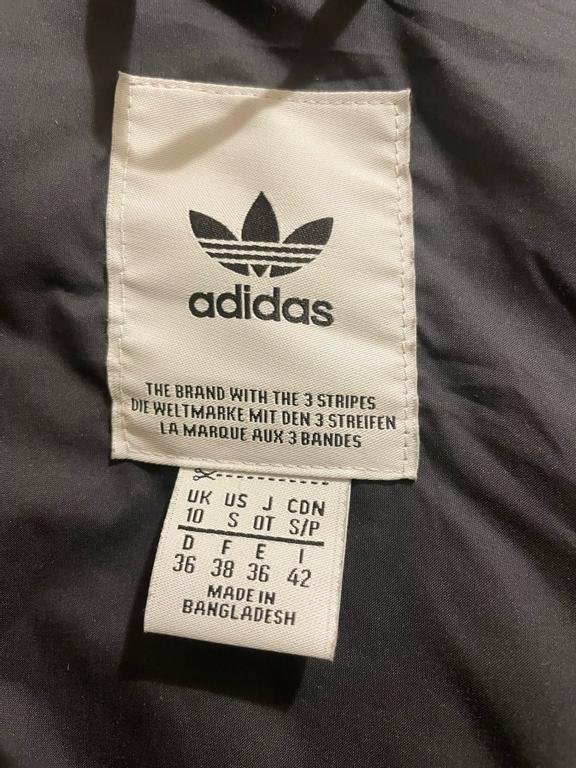 adidas
THE BRAND WITH THE 3 STRIPES
DIE WELTMARKE MIT DEN 3 STREIFEN
LA MARQUE AUX 3 BANDES
UK US J CDN
10 S OT S/P
D F E I
36 38 36 42
MADE IN
BANGLADESH